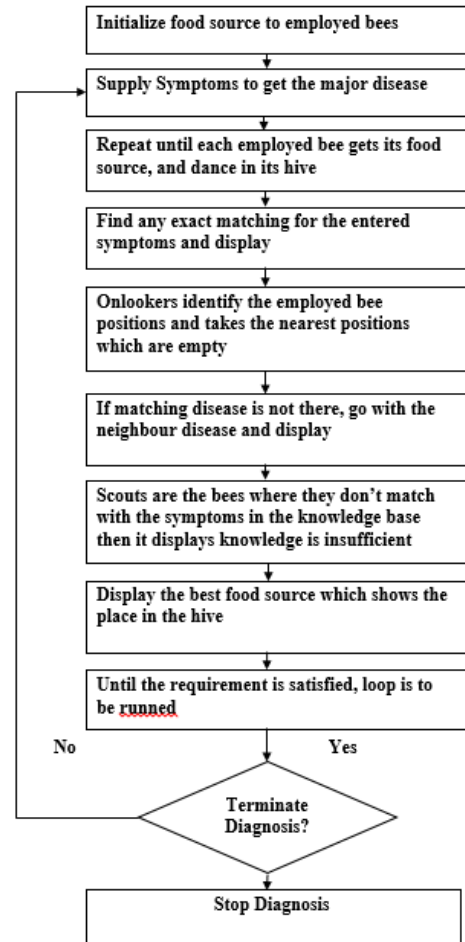 Initialize food source to employed bees
Supply Symptoms to get the major disease
Repeat until each employed bee gets its food
source, and dance in its hive
Find any exact matching for the entered
symptoms and display
Onlookers identify the employed bee
positions and takes the nearest positions
which are empty
If matching disease is not there, go with the
neighbour disease and display
Scouts are the bees where they don't match
with the symptoms in the knowledge base
then it displays knowledge is insufficient
Display the best food source which shows the
place in the hive
Until the requirement is satisfied, loop is to
be runned
No
Yes
Terminate
Diagnosis?
Stop Diagnosis